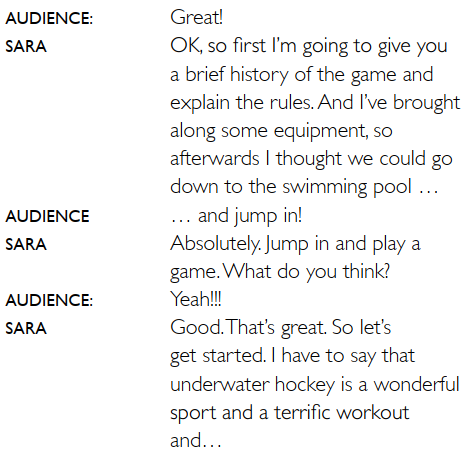 AUDIENCE: Great!
SARA OK, so first I'm going to give you
a brief history of the game and
explain the rules. And I've brought
along some equipment, so
afterwards I thought we could go
down to the swimming pool …
AUDIENCE … and jump in!
SARA Absolutely. Jump in and play a
game. What do you think?
AUDIENCE: Yeah!!!
SARA Good. That's great. So let's
get started. I have to say that
underwater hockey is a wonderful
sport and a terrific workout
and…